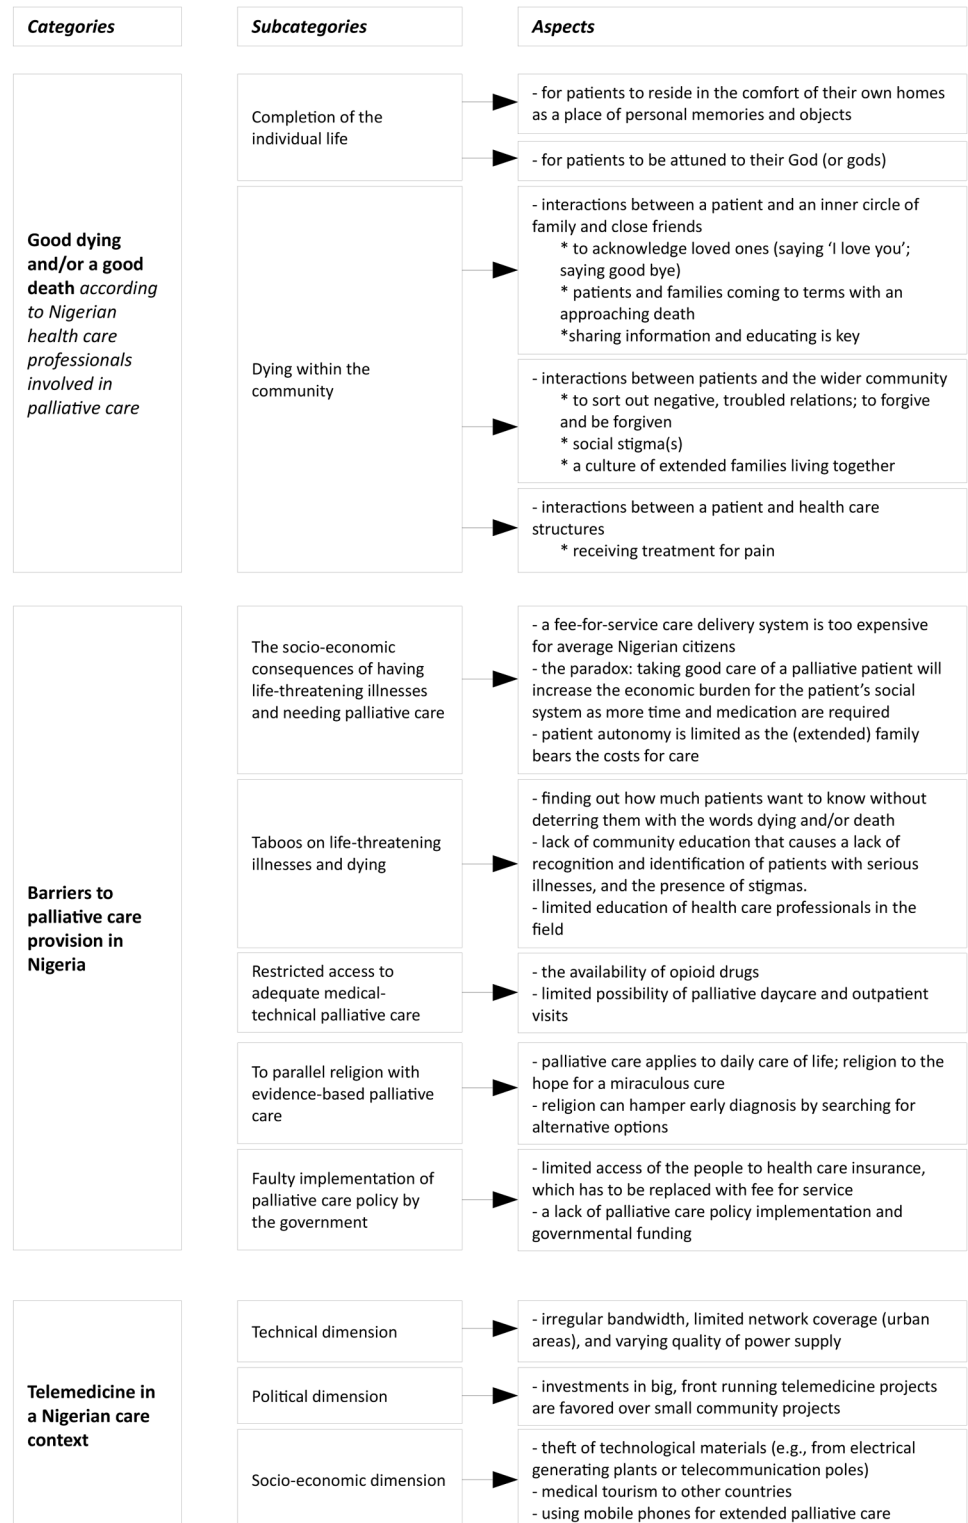 Categories
Subcategories
Aspects
Good dying
and/or a good
death according
to Nigerian
health care
professionals
involved in
palliative care
Completion of the
individual life
- for patients to reside in the comfort of their own homes
as a place of personal memories and objects
- for patients to be attuned to their God (or gods)
Dying within the
community
- interactions between a patient and an inner circle of
family and close friends
* to acknowledge loved ones (saying ‘I love you’;
saying good bye)
* patients and families coming to terms with an
approaching death
*sharing information and educating is key
- interactions between patients and the wider community
* to sort out negative, troubled relations; to forgive
and be forgiven
* social stigma(s)
* a culture of extended families living together
- interactions between a patient and health care
structures
* receiving treatment for pain
Barriers to
palliative care
provision in
Nigeria
The socio-economic
consequences of having
life-threatening illnesses
and needing palliative care
- a fee-for-service care delivery system is too expensive
for average Nigerian citizens
- the paradox: taking good care of a palliative patient will
increase the economic burden for the patient’s social
system as more time and medication are required
- patient autonomy is limited as the (extended) family
bears the costs for care
Taboos on life-threatening
illnesses and dying
- finding out how much patients want to know without
deterring them with the words dying and/or death
- lack of community education that causes a lack of
recognition and identification of patients with serious
illnesses, and the presence of stigmas.
- limited education of health care professionals in the
field
Restricted access to
adequate medical-
technical palliative care
- the availability of opioid drugs
- limited possibility of palliative daycare and outpatient
visits
To parallel religion with
evidence-based palliative
care
- palliative care applies to daily care of life; religion to the
hope for a miraculous cure
- religion can hamper early diagnosis by searching for
alternative options
Faulty implementation of
palliative care policy by
the government
- limited access of the people to health care insurance,
which has to be replaced with fee for service
- a lack of palliative care policy implementation and
governmental funding
Telemedicine in
a Nigerian care
context
Technical dimension
- irregular bandwidth, limited network coverage (urban
areas), and varying quality of power supply
Political dimension
- investments in big, front running telemedicine projects
are favored over small community projects
Socio-economic dimension
- theft of technological materials (e.g., from electrical
generating plants or telecommunication poles)
- medical tourism to other countries
- using mobile phones for extended palliative care